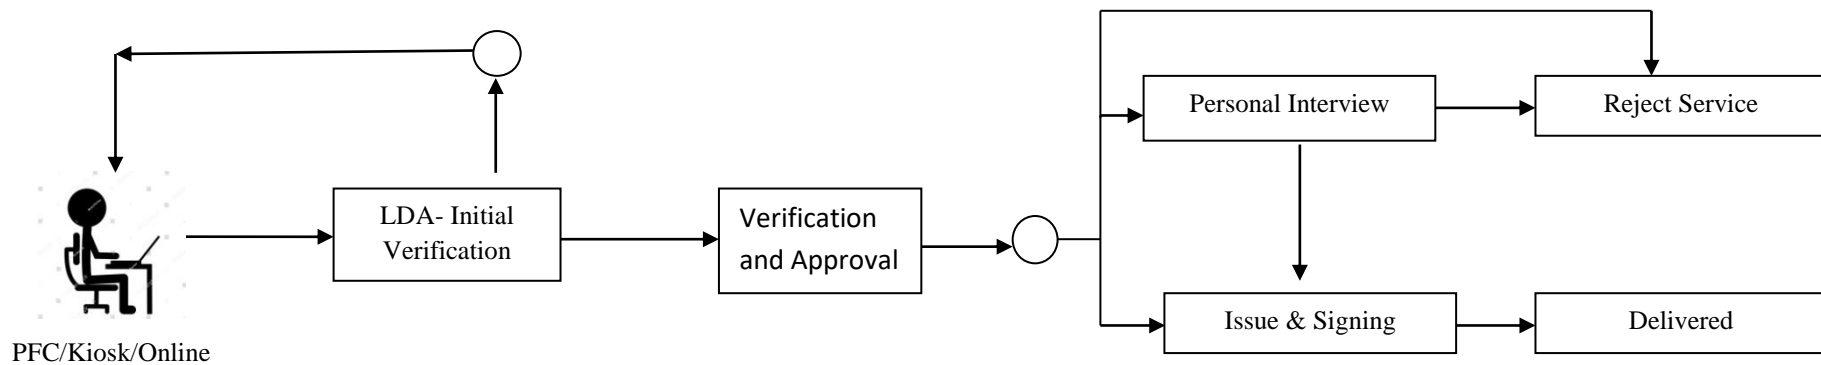 Personal Interview
Reject Service
LDA- Initial
Verification
Verification
and Approval
Issue & Signing
Delivered
PFC/Kiosk/Online